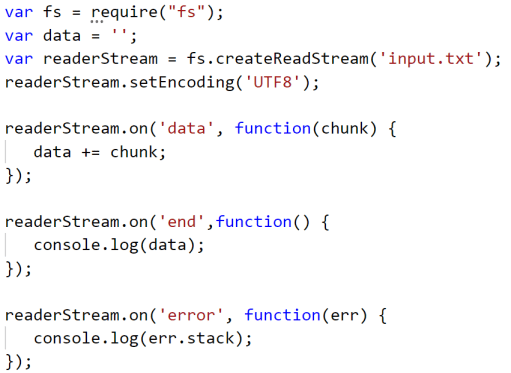 var fs = require("fs");
var data = '';
var readerStream = fs.createReadStream('input.txt');
readerStream.setEncoding('UTF8');

readerStream.on('data', function(chunk) {
   data += chunk;
});

readerStream.on('end',function() {
   console.log(data);
});

readerStream.on('error', function(err) {
   console.log(err.stack);
});